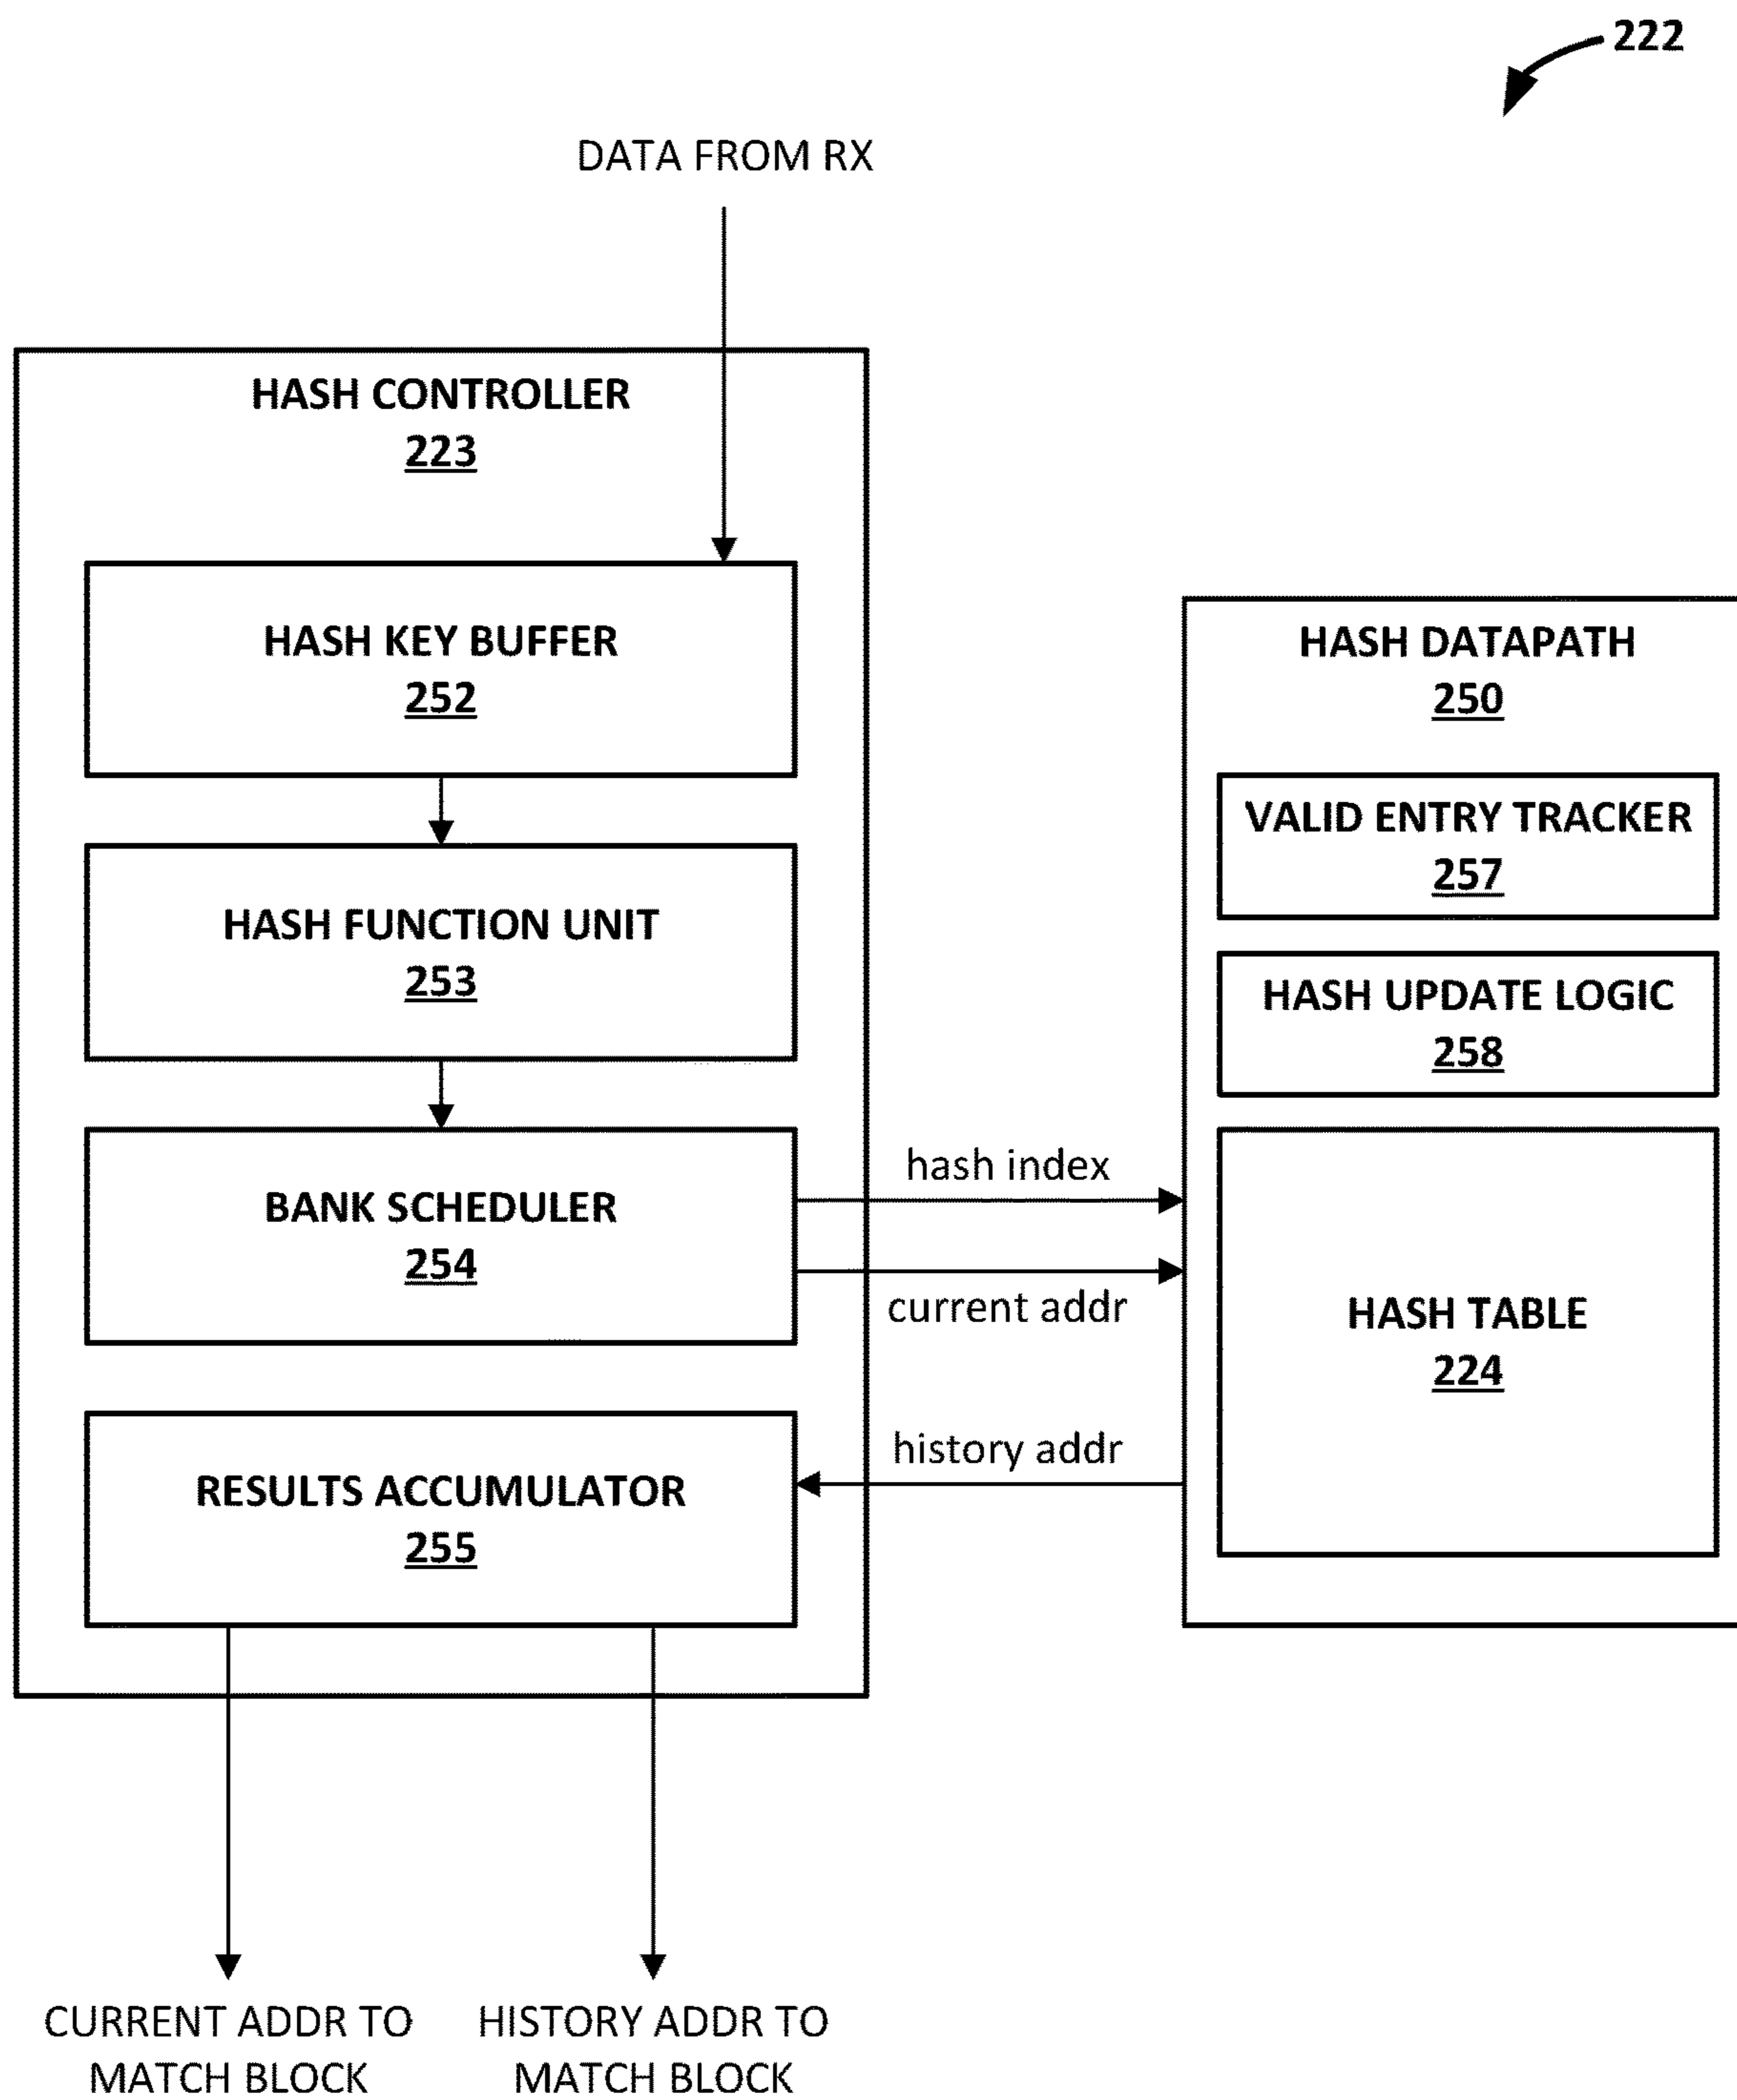 222
DATA FROM RX
HASH CONTROLLER
223
HASH KEY BUFFER
252
HASH FUNCTION UNIT
253
BANK SCHEDULER
254
RESULTS ACCUMULATOR
255
hash index
current addr
history addr
HASH DATAPATH
250
VALID ENTRY TRACKER
257
HASH UPDATE LOGIC
258
HASH TABLE
224
CURRENT ADDR TO
MATCH BLOCK
HISTORY ADDR TO
MATCH BLOCK